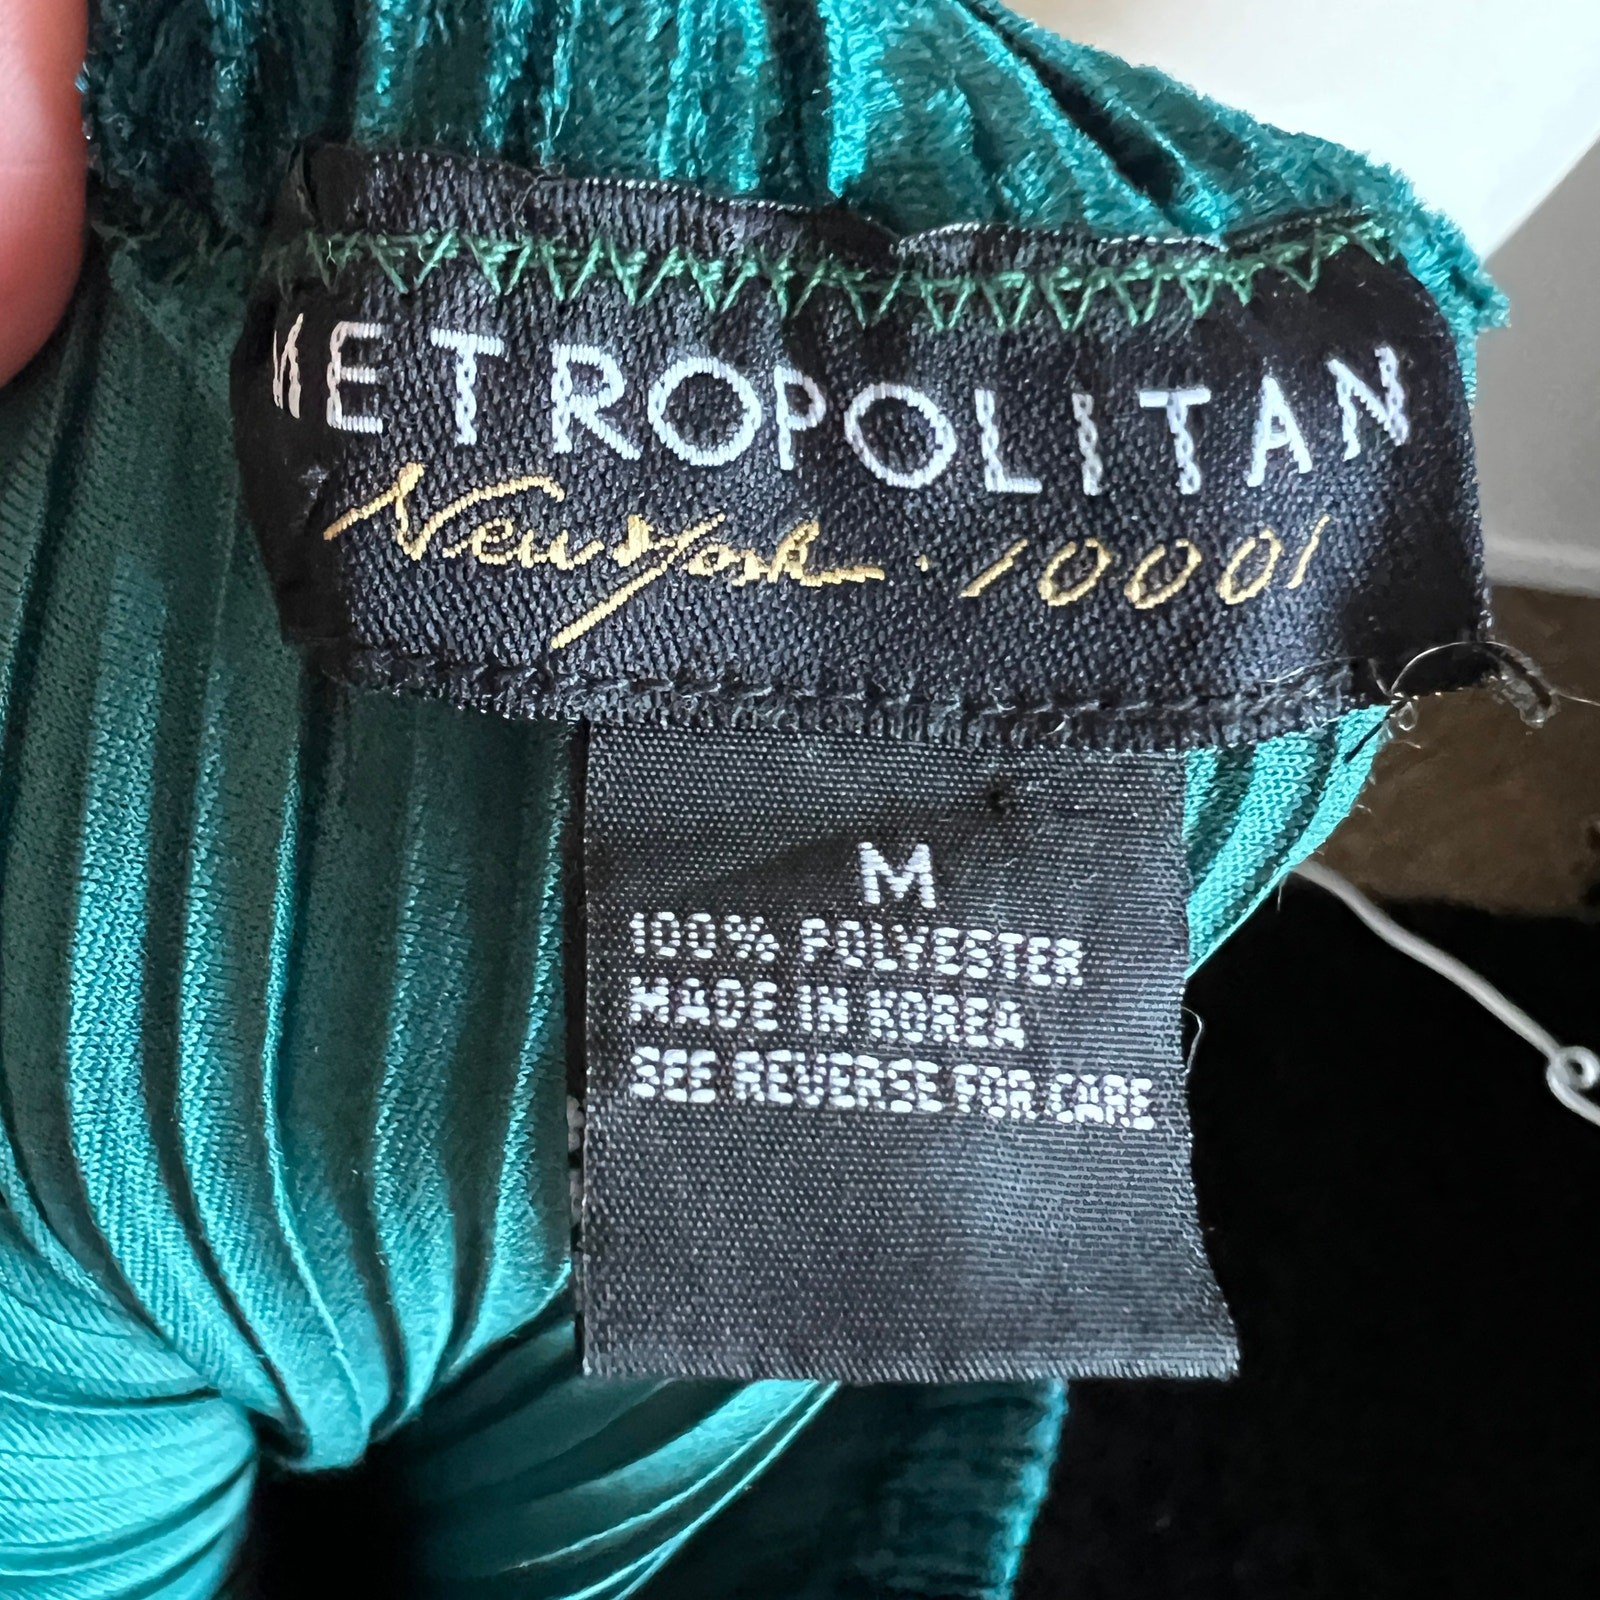 METROPOLITAN
New York · 10001
M
100% POLYESTER
MADE IN KOREA
SEE REVERSE FOR CARE